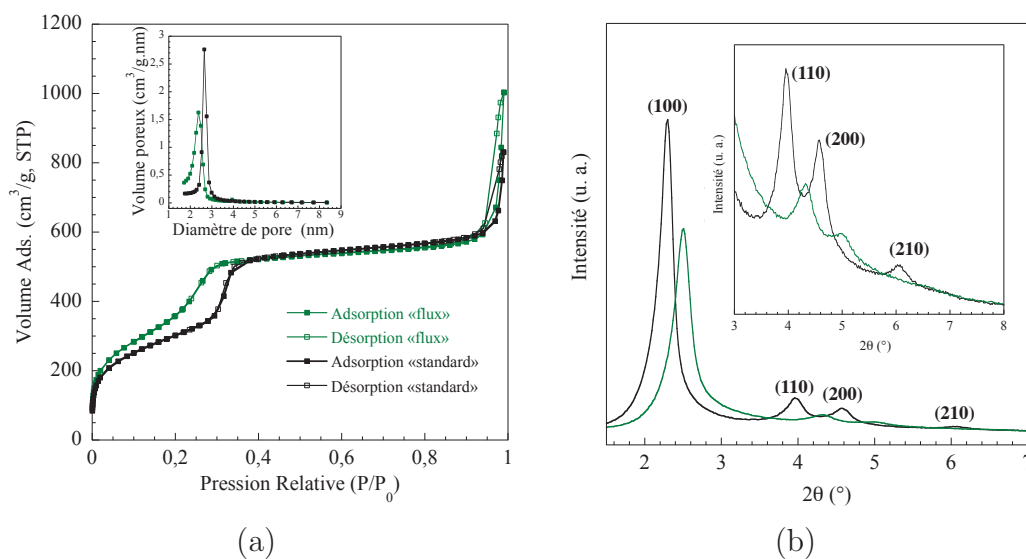 (a)
1200
1000
800
600
400
200
0
Volume Ads. (cm³/g, STP)
0
0,2
0,4
0,6
0,8
1
Pression Relative (P/P₀)
3
2,5
2
1,5
1
0,5
0
Volume poreux (cm³/g.nm)
1 2 3 4 5 6 7 8 9
Diamètre de pore (nm)
Adsorption «flux»
Désorption «flux»
Adsorption «standard»
Désorption «standard»
(a)
b)
Intensité (u. a.)
(100)
(110)
(200)
(210)
2 3 4 5 6 7
2θ (°)
Intensité (u. a.)
(110)
(200)
(210)
3 4 5 6 7 8
2θ (°)
(b)